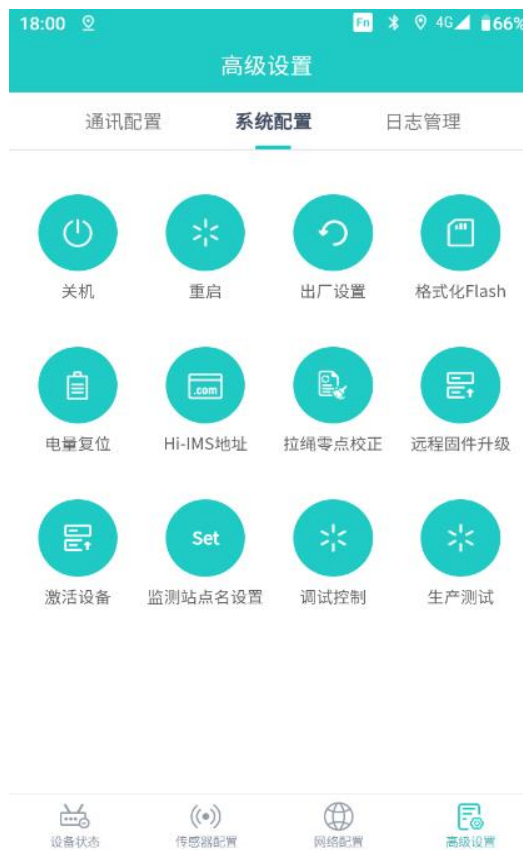 18:00 Fn 4G 66%
高级设置
通讯配置 系统配置 日志管理
关机 重启 出厂设置 格式化Flash
.com
电量复位 Hi-IMS地址 拉绳零点校正 远程固件升级
Set
激活设备 监测站点名设置 调试控制 生产测试
设备状态 传感器配置 网络配置 高级设置